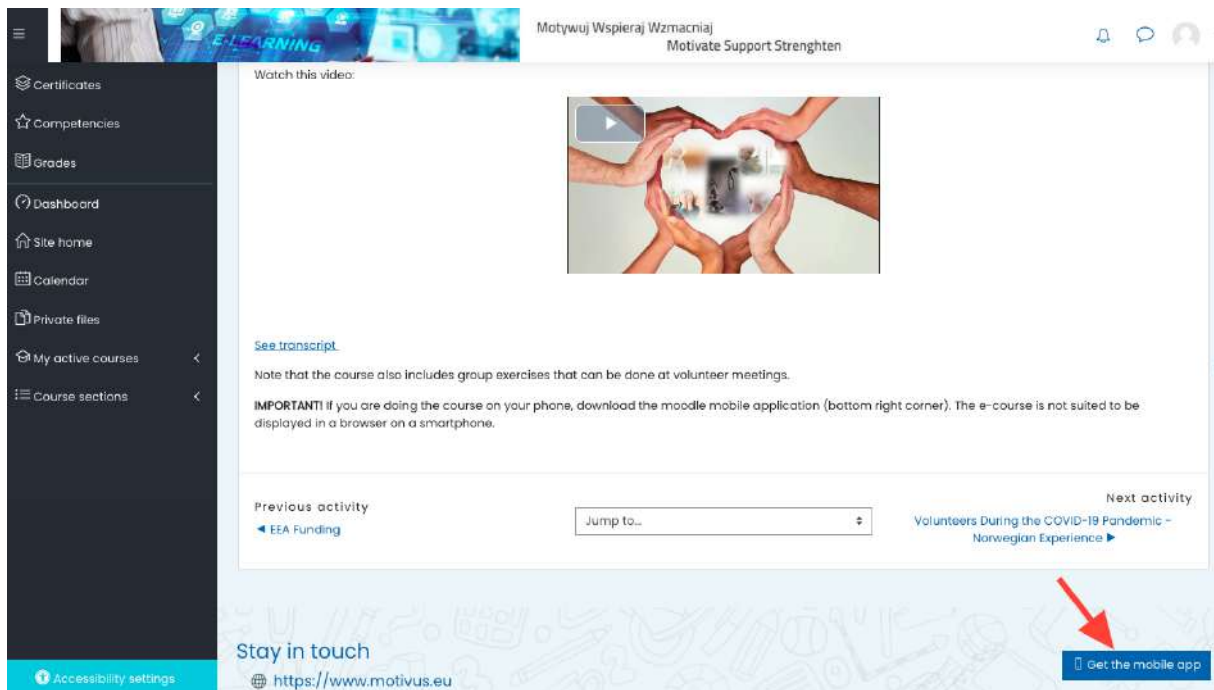 E-LEARNING
Motywuj Wspieraj Wzmacniaj
Motivate Support Strenghten
Certificates
Competencies
Grades
Dashboard
Site home
Calendar
Private files
My active courses
Course sections
Accessibility settings
Watch this video:
See transcript
Note that the course also includes group exercises that can be done at volunteer meetings.
IMPORTANT! If you are doing the course on your phone, download the moodle mobile application (bottom right corner). The e-course is not suited to be
displayed in a browser on a smartphone.
Previous activity
◄ EEA Funding
Jump to...
Next activity
Volunteers During the COVID-19 Pandemic -
Norwegian Experience ►
Stay in touch
https://www.motivus.eu
Get the mobile app